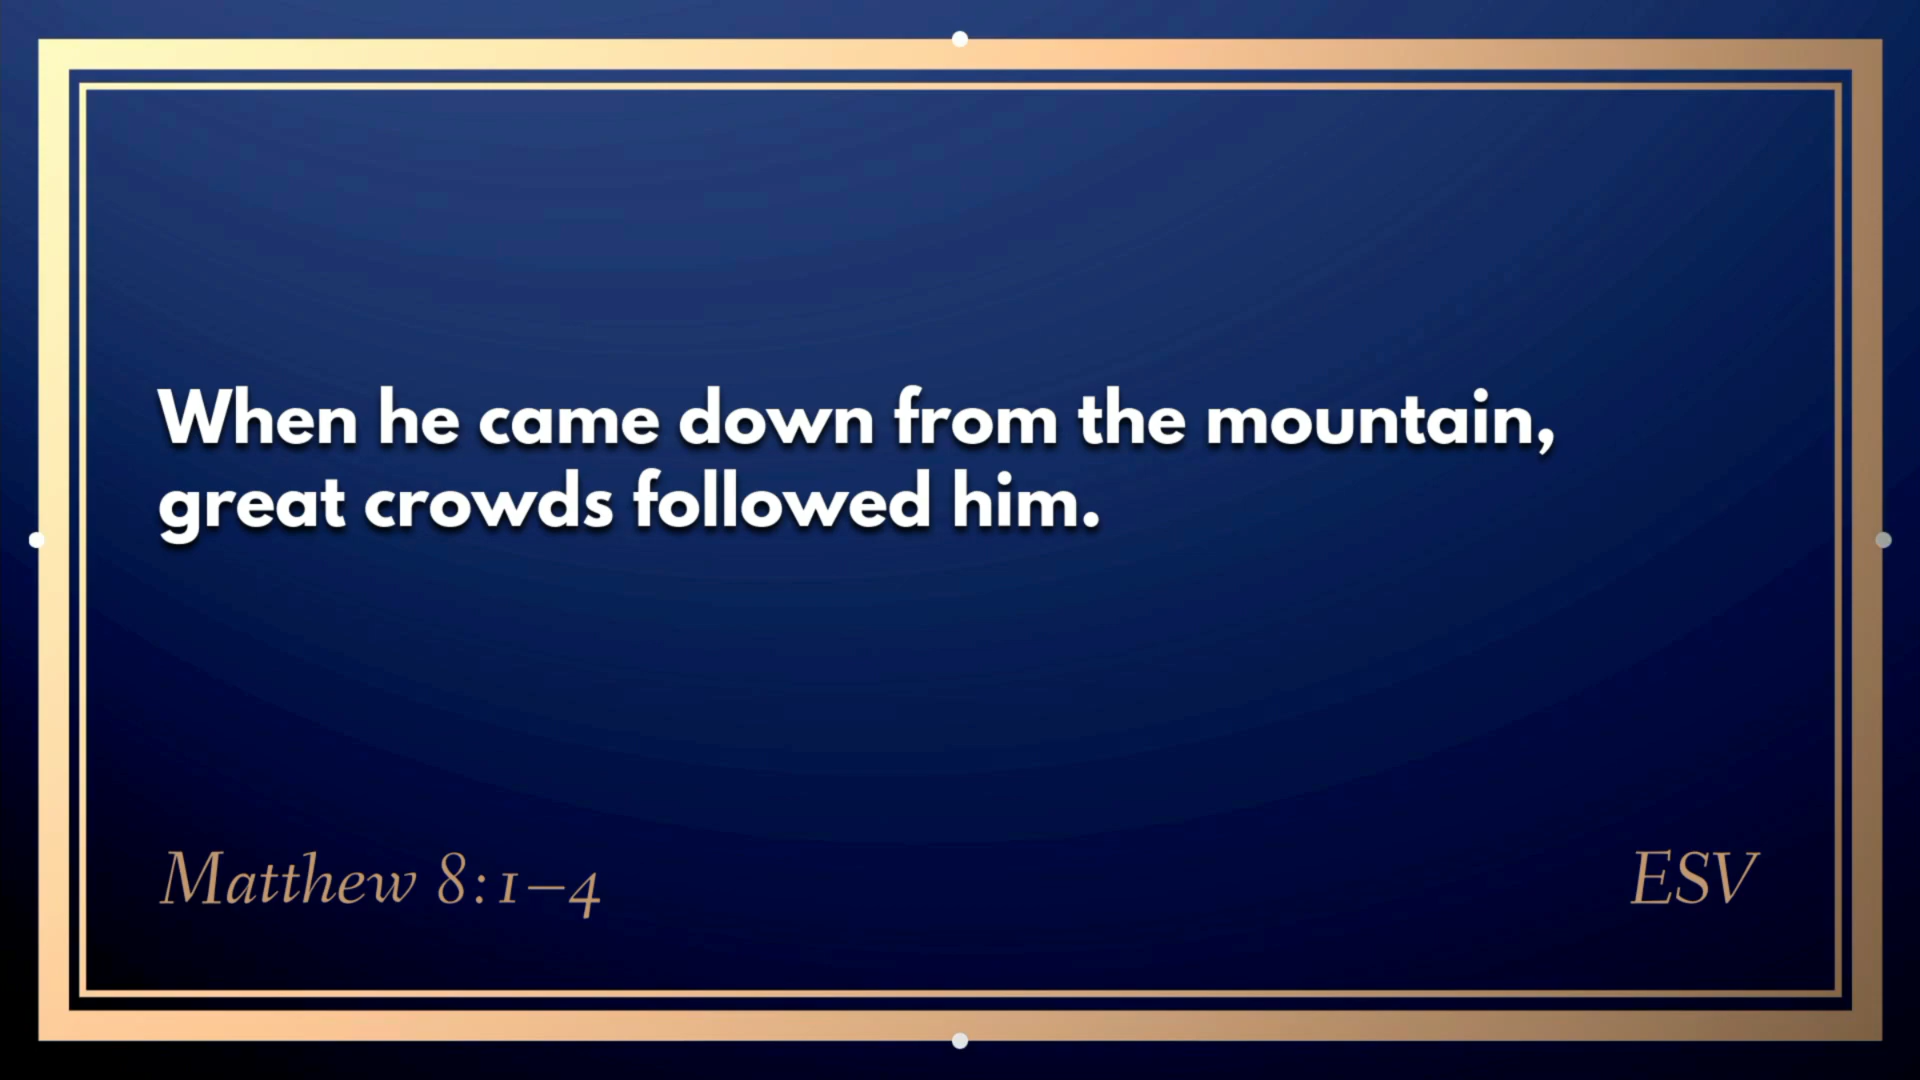 When he came down from the mountain,
great crowds followed him.
Matthew 8:1–4
ESV